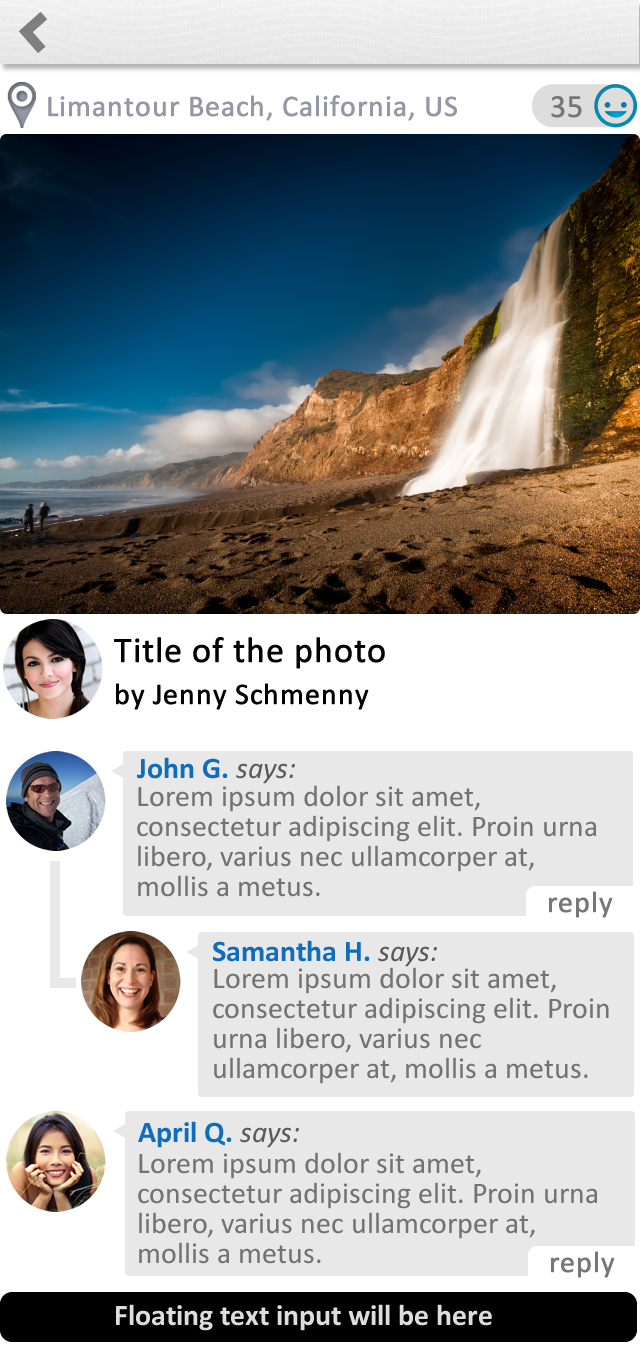 Limantour Beach, California, US
35
Title of the photo
by Jenny Schmenny
John G. says:
Lorem ipsum dolor sit amet,
consectetur adipiscing elit. Proin urna
libero, varius nec ullamcorper at,
mollis a metus.
reply
Samantha H. says:
Lorem ipsum dolor sit amet,
consectetur adipiscing elit. Proin
urna libero, varius nec
ullamcorper at, mollis a metus.
April Q. says:
Lorem ipsum dolor sit amet,
consectetur adipiscing elit. Proin urna
libero, varius nec ullamcorper at,
mollis a metus.
reply
Floating text input will be here